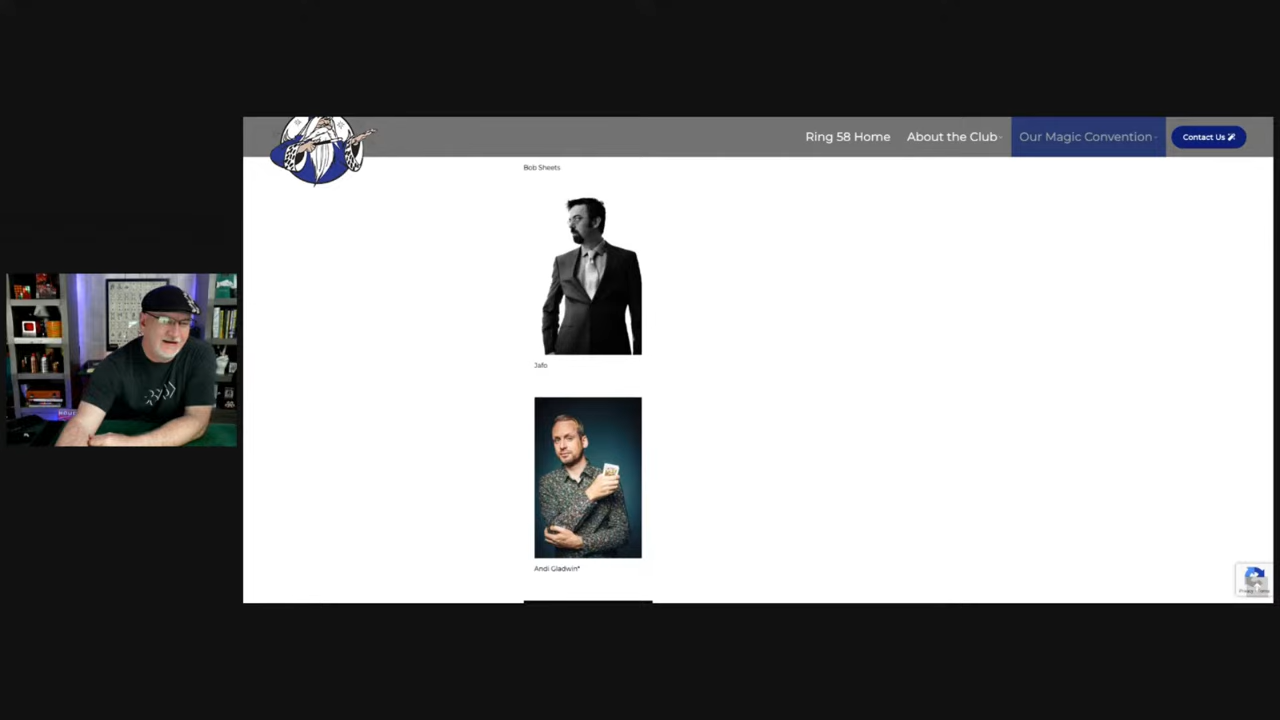 Ring 58 Home
About the Club
Our Magic Convention
Contact Us
Bob Sheets
Jafo
Andi Gladwin*